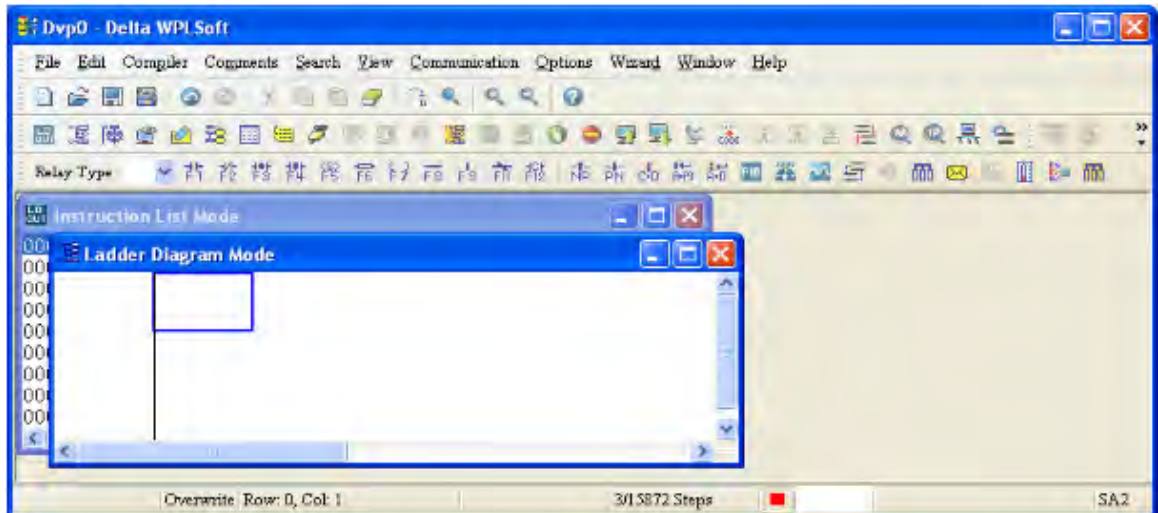 Dvp0 - Delta WPLSoft
File Edit Compiler Comments Search View Communication Options Wizard Window Help
Relay Type
Instruction List Mode
Ladder Diagram Mode
Overwrite Row: 0, Col: 1 3/15872 Steps SA2